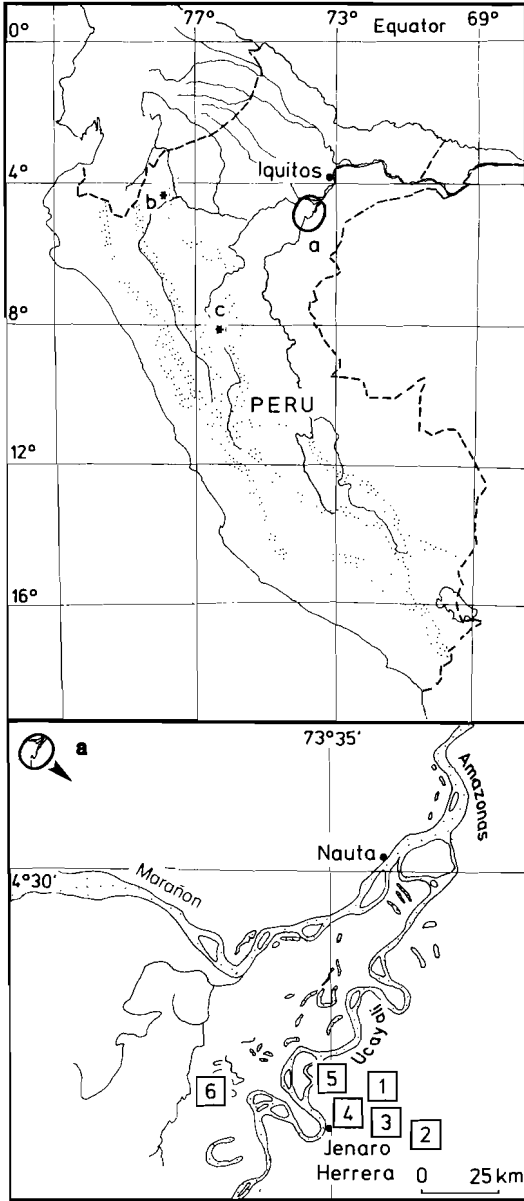 77° 73° 69°
0° Equator
Iquitos
4°
b
a
8°
c
PERU
12°
16°
a
73°35'
Amazonas
Nauta
4°30'
Marañon
Ucayali
5
6 1
4 3
2
Jenaro
Herrera 0 25 km